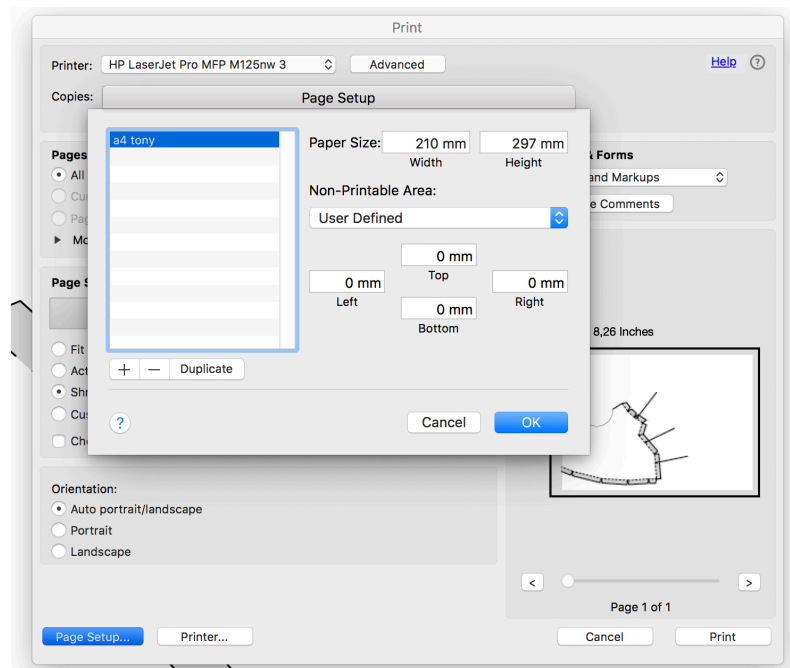 Print
Printer: HP LaserJet Pro MFP M125nw 3 Advanced Help ?
Copies:
Page Setup
a4 tony
Paper Size: 210 mm 297 mm
Width Height
Non-Printable Area:
User Defined
0 mm
Top
0 mm 0 mm
Left Right
0 mm
Bottom
+ — Duplicate
? Cancel OK
Pages & Forms
All and Markups
Comments
Page
8,26 Inches
Fit
Orientation:
Auto portrait/landscape
Portrait
Landscape
< >
Page 1 of 1
Page Setup... Printer... Cancel Print